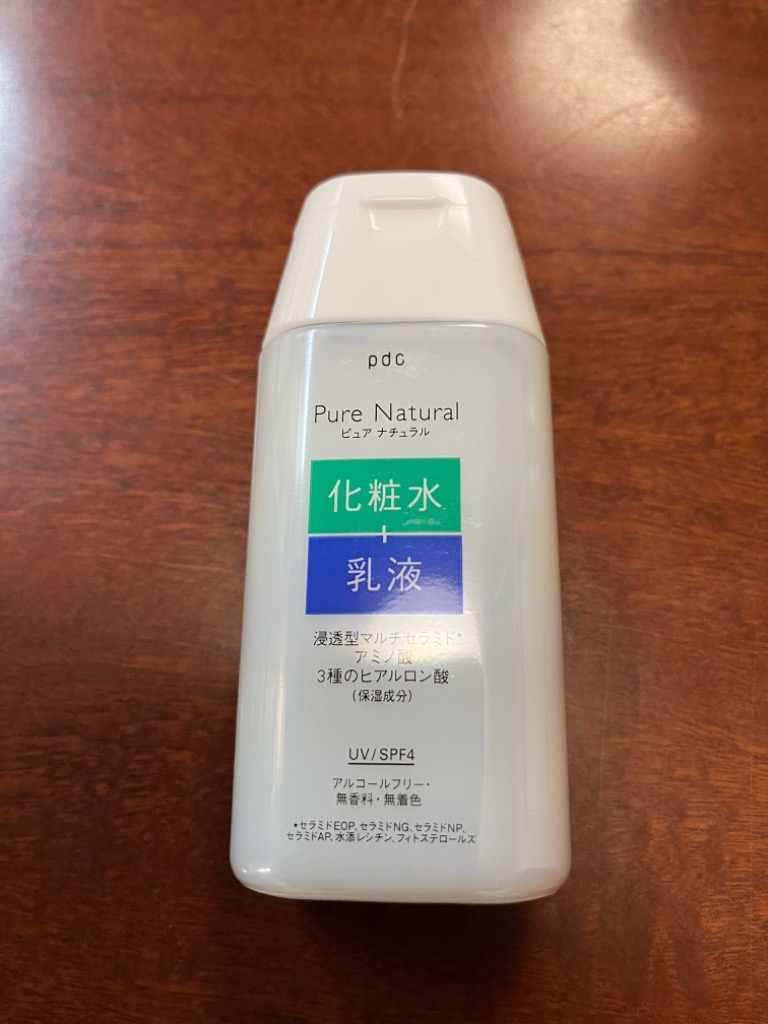 pdc
Pure Natural
ピュア ナチュラル
化粧水
+
乳液
浸透型マルチセラミド*
アミノ酸
3種のヒアルロン酸
(保湿成分)
UV/SPF4
アルコールフリー・
無香料・無着色
*セラミドEOP、セラミドNG、セラミドNP、
セラミドAP、水添レシチン、フィトステロールズ